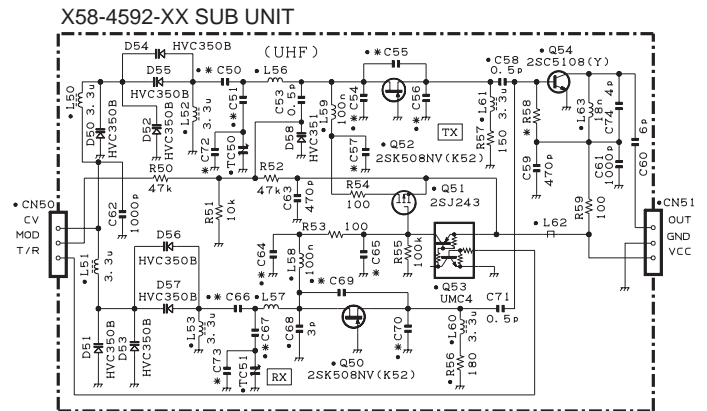 X58-4592-XX SUB UNIT
(UHF)
D54 HVC350B
D55
HVC350B
L50 3.3u
D50 HVC350B
D52 HVC350B
L52 3.3u
※ C50
L56
※ C51
※ C72
TC50
C53 0.5p
D58 HVC351
L59 100n
※ C54
※ C55
※ C56
※ C57
Q52
2SK508NV(K52)
TX
C58
0.5p
L61 3.3u
R57 150
Q54
2SC5108(Y)
※ R58
C59 470p
L63 18n
C74 4p
C61 1000p
C60 6p
R59 100
CN50
CV
MOD
T/R
R50
47k
C62 1000p
R51 10k
R52
47k
C63 470p
R54
100
Q51
2SJ243
R53 100
※ C64
L58 100n
※ C65
R55 100k
Q53
UMC4
L62
CN51
OUT
GND
VCC
L51 3.3u
D56
HVC350B
D57
HVC350B
D51 HVC350B
D53 HVC350B
L53 3.3u
※ C66
L57
※ C67
※ C73
TC51
RX
C68 3p
※ C69
Q50
2SK508NV(K52)
※ C70
L60 3.3u
R56 180
C71
0.5p